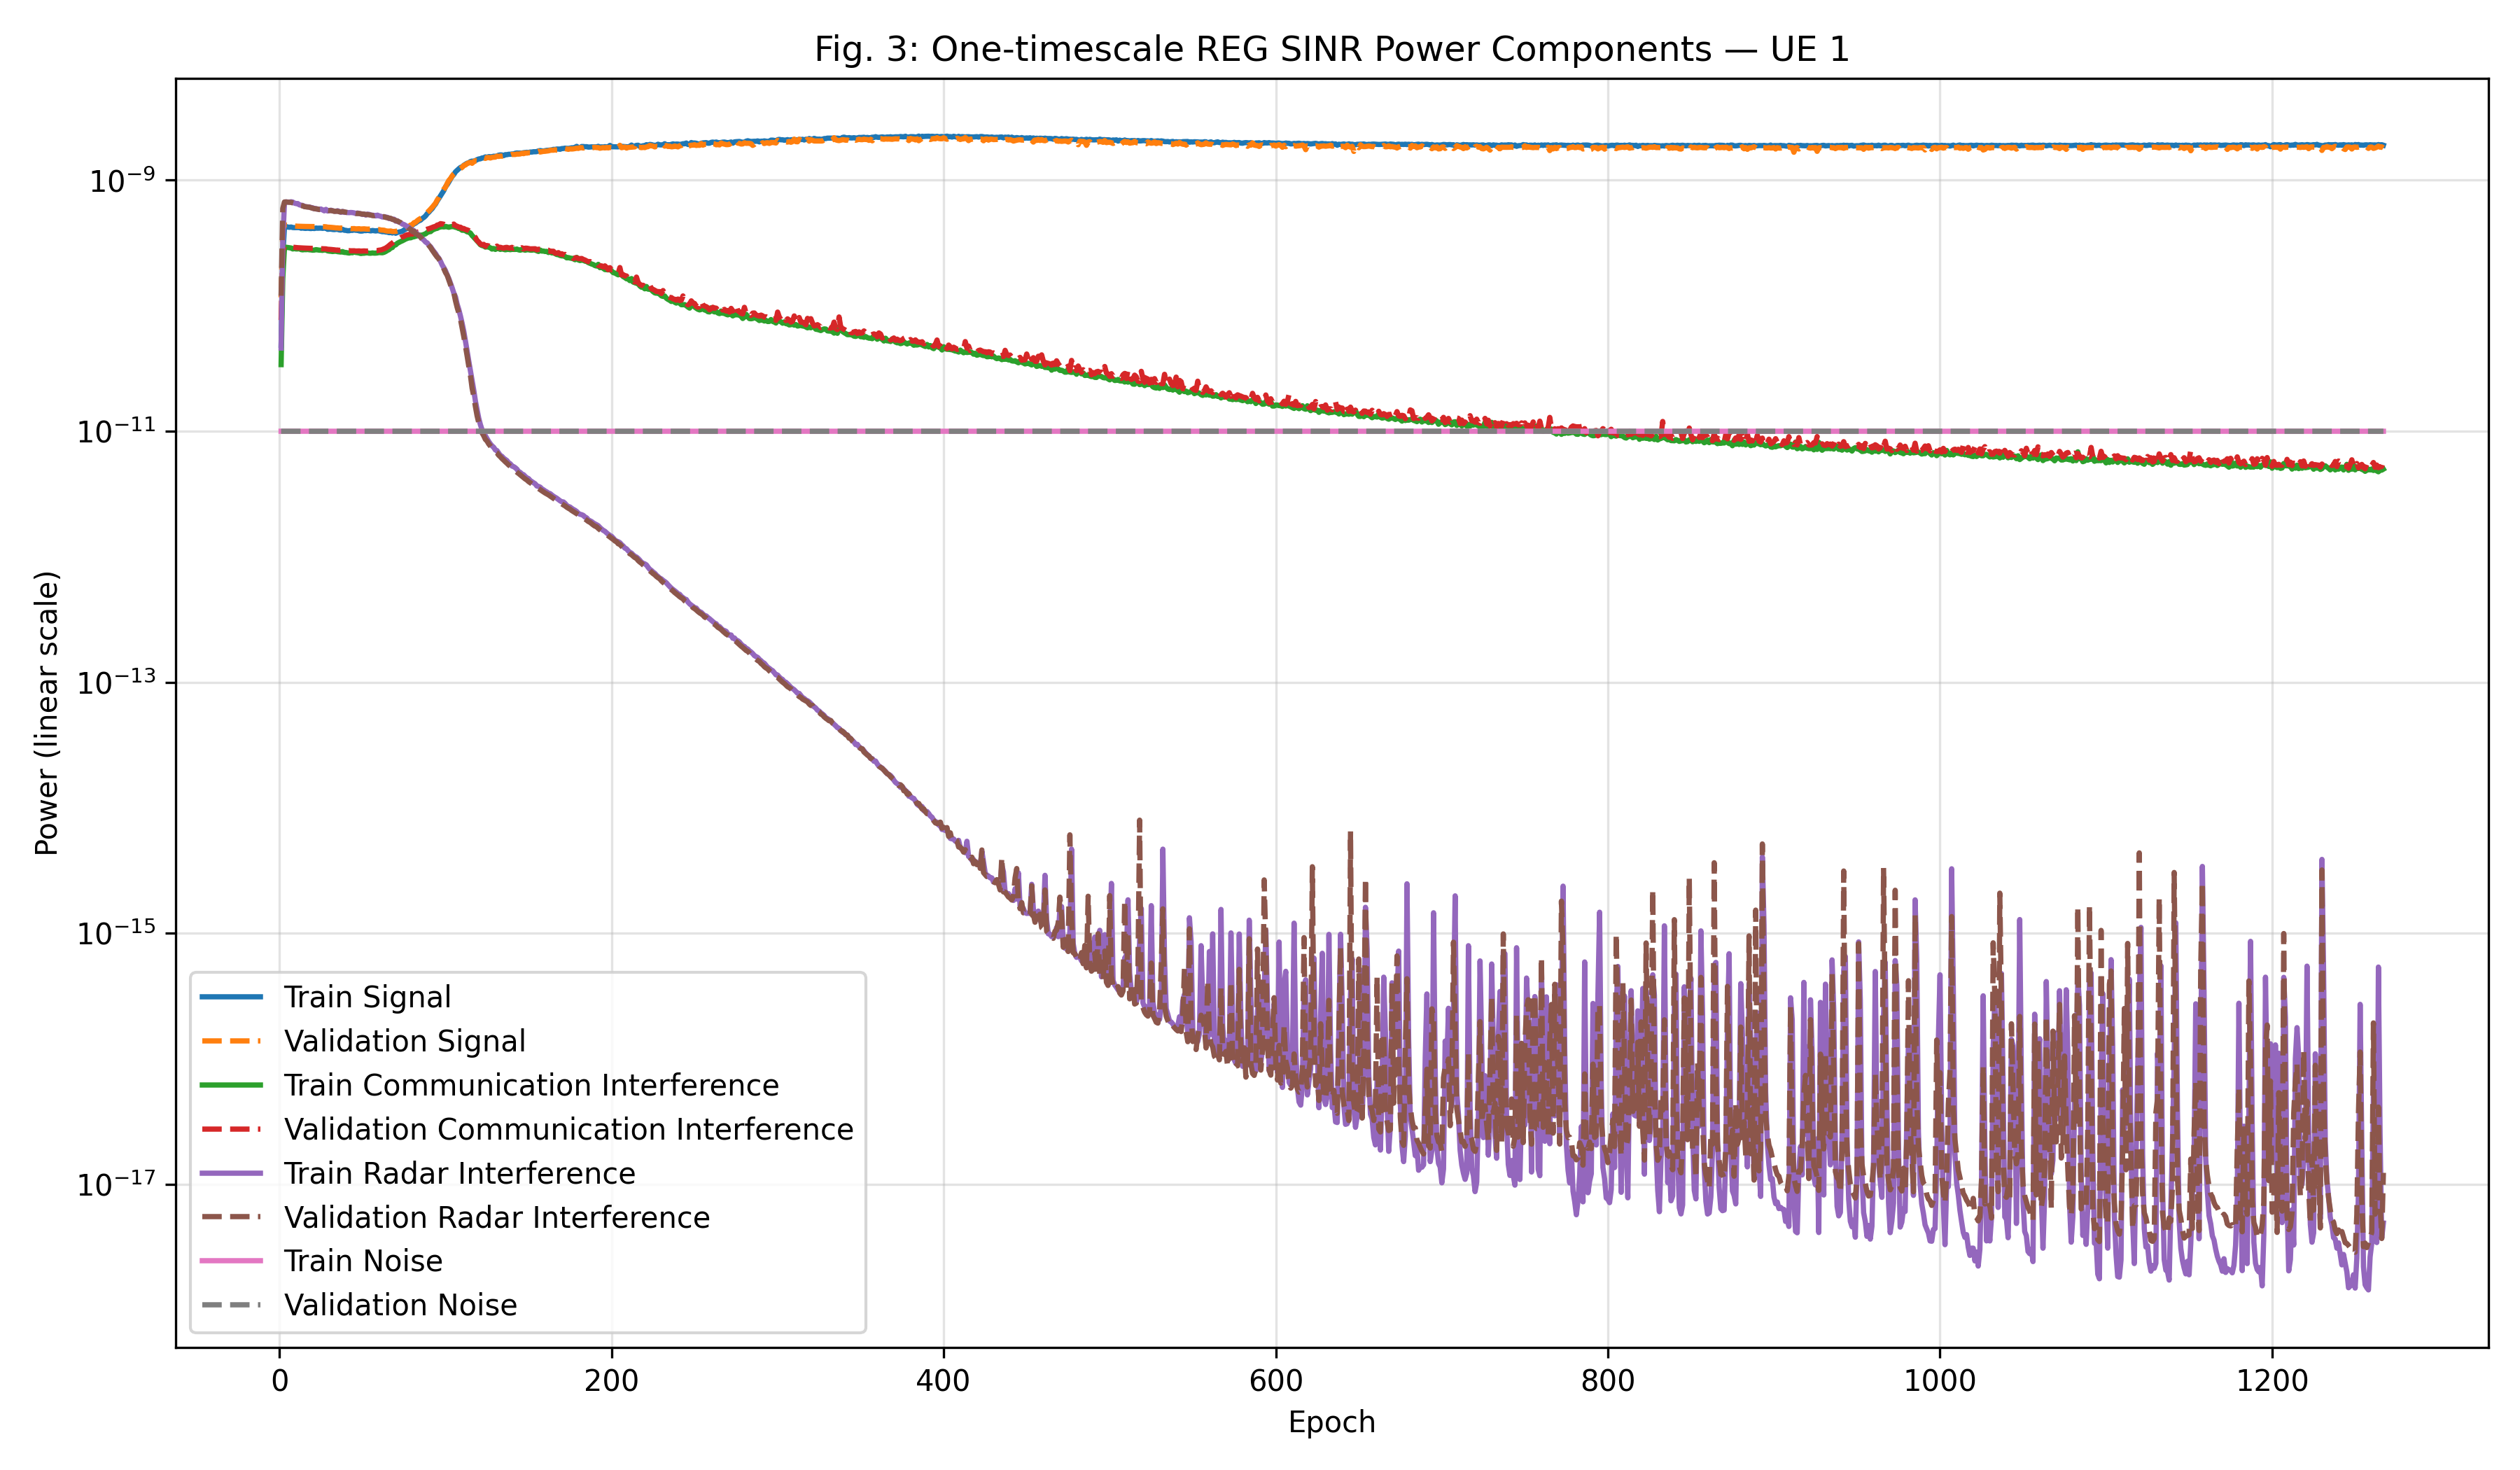 Fig. 3: One-timescale REG SINR Power Components — UE 1
Power (linear scale)
10⁻⁹
10⁻¹¹
10⁻¹³
10⁻¹⁵
10⁻¹⁷
Train Signal
Validation Signal
Train Communication Interference
Validation Communication Interference
Train Radar Interference
Validation Radar Interference
Train Noise
Validation Noise
0 200 400 600 800 1000 1200
Epoch